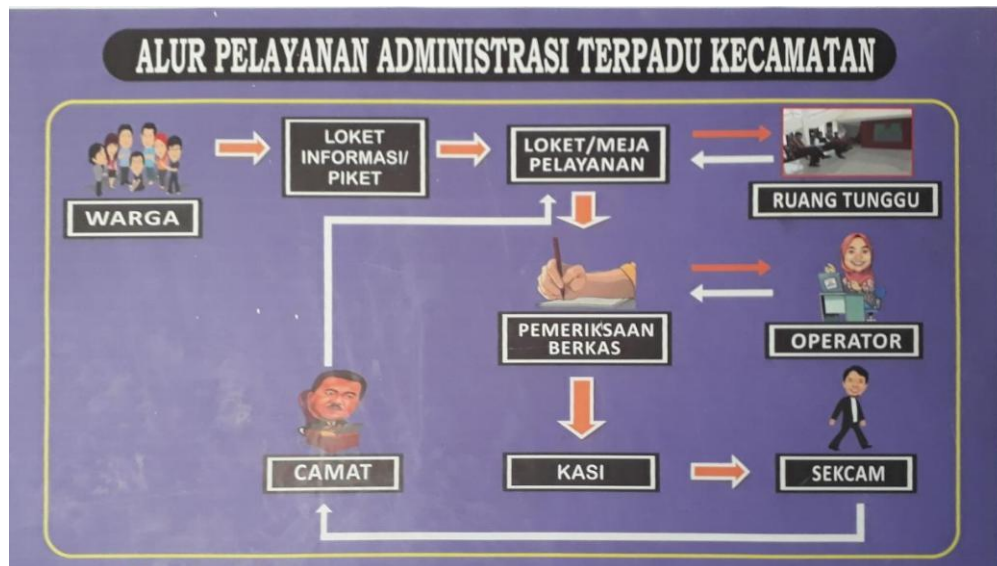 ALUR PELAYANAN ADMINISTRASI TERPADU KECAMATAN
WARGA
LOKET
INFORMASI/
PIKET
LOKET/MEJA
PELAYANAN
RUANG TUNGGU
PEMERIKSAAN
BERKAS
OPERATOR
CAMAT
KASI
SEKCAM